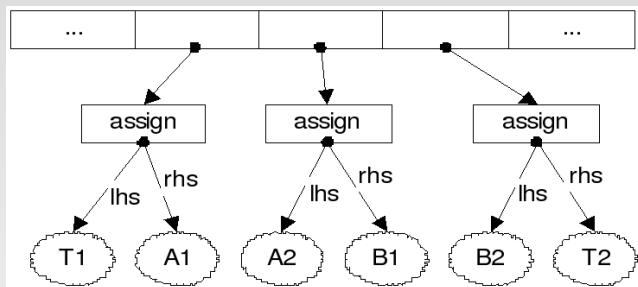 ... ...
assign assign assign
lhs rhs lhs rhs lhs rhs
T1 A1 A2 B1 B2 T2